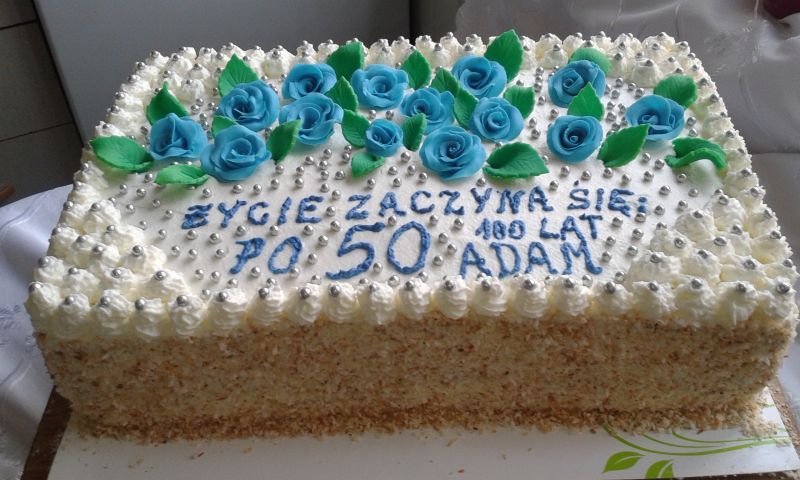 ŻYCIE ZACZYNA SIĘ:
PO 50 100 LAT
ADAM